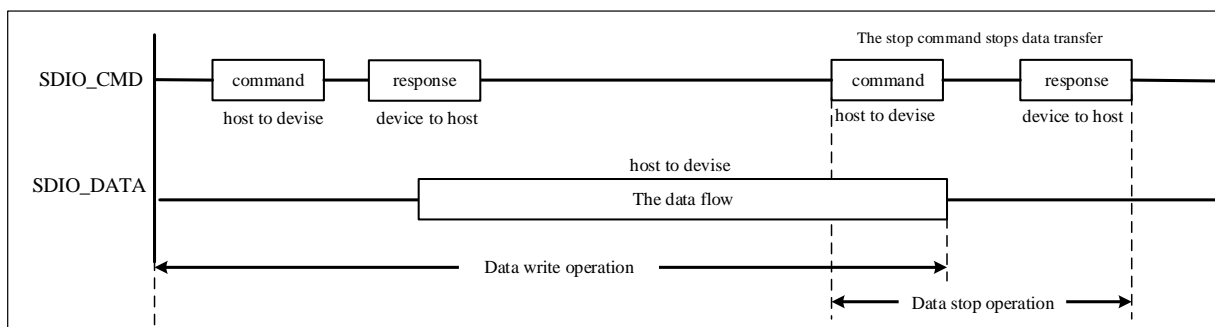 The stop command stops data transfer
SDIO_CMD command response command response
host to devise device to host host to devise device to host
host to devise
SDIO_DATA
The data flow
Data write operation
Data stop operation